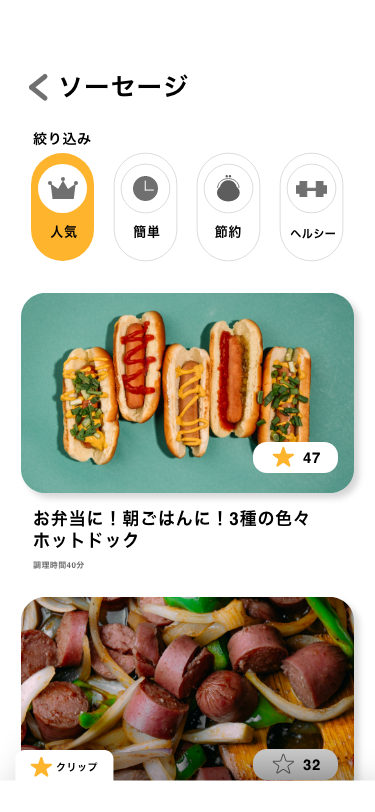 ソーセージ
絞り込み
人気
簡単
節約
ヘルシー
47
お弁当に！朝ごはんに！3種の色々
ホットドック
調理時間40分
クリップ
32